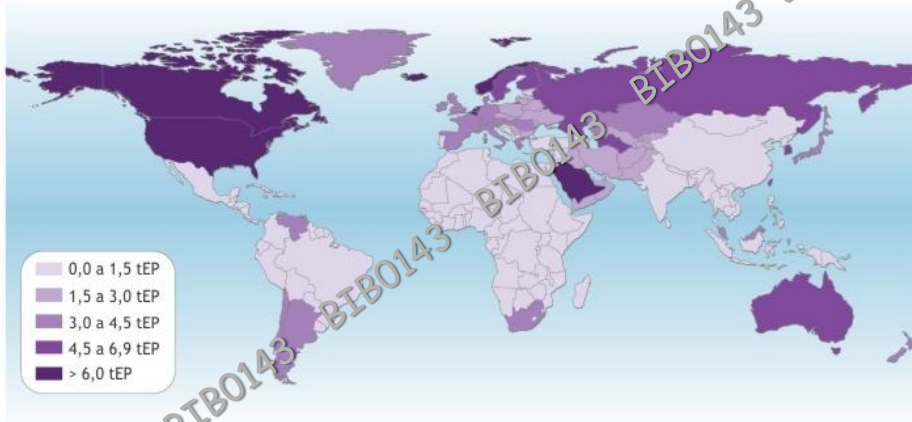 0,0 a 1,5 tEP
1,5 a 3,0 tEP
3,0 a 4,5 tEP
4,5 a 6,9 tEP
> 6,0 tEP
BIBO143 BIBO143 BIBO143 BIBO143 BIBO143